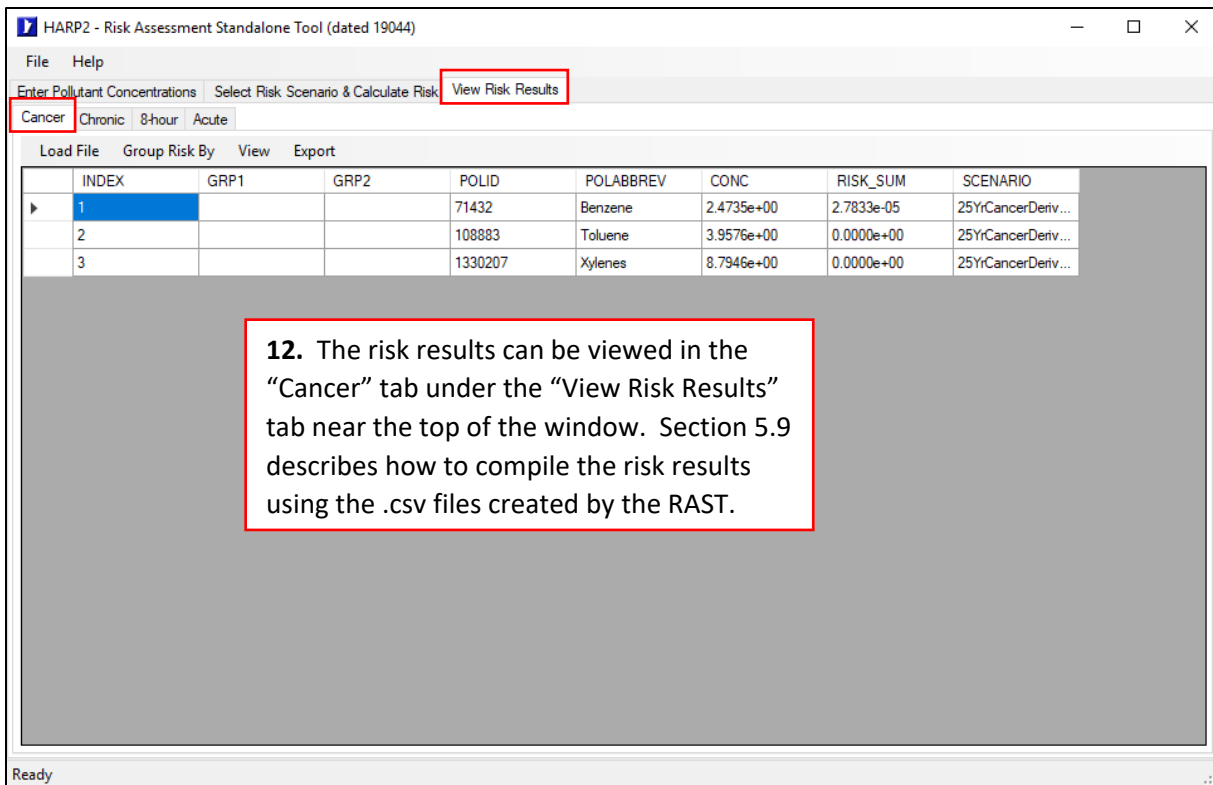 HARP2 - Risk Assessment Standalone Tool (dated 19044)
File Help
Enter Pollutant Concentrations Select Risk Scenario & Calculate Risk View Risk Results
Cancer Chronic 8-hour Acute
Load File Group Risk By View Export
INDEX GRP1 GRP2 POLID POLABBREV CONC RISK_SUM SCENARIO
1 71432 Benzene 2.4735e+00 2.7833e-05 25YrCancerDeriv...
2 108883 Toluene 3.9576e+00 0.0000e+00 25YrCancerDeriv...
3 1330207 Xylenes 8.7946e+00 0.0000e+00 25YrCancerDeriv...
12. The risk results can be viewed in the
“Cancer” tab under the “View Risk Results”
tab near the top of the window. Section 5.9
describes how to compile the risk results
using the .csv files created by the RAST.
Ready